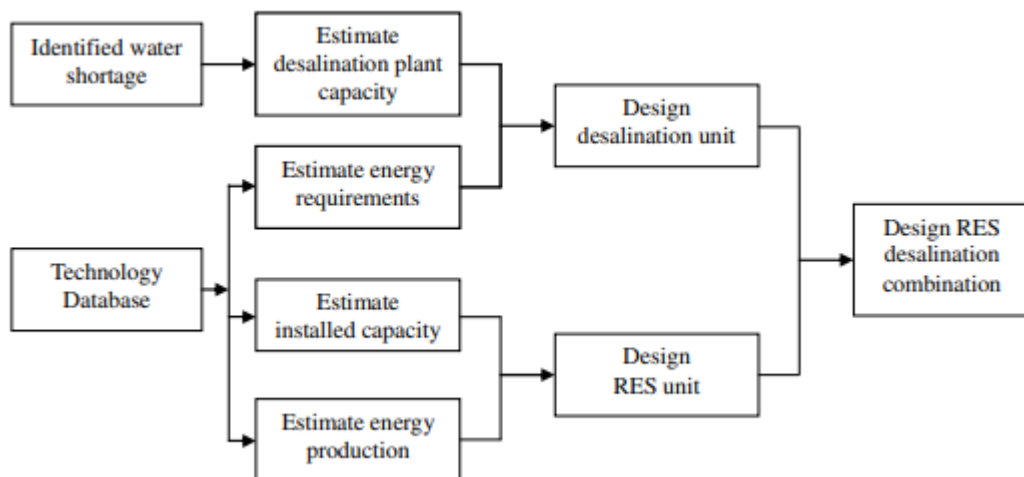 Identified water
shortage
Estimate
desalination plant
capacity
Design
desalination unit
Estimate energy
requirements
Technology
Database
Design RES
desalination
combination
Estimate
installed capacity
Design
RES unit
Estimate energy
production